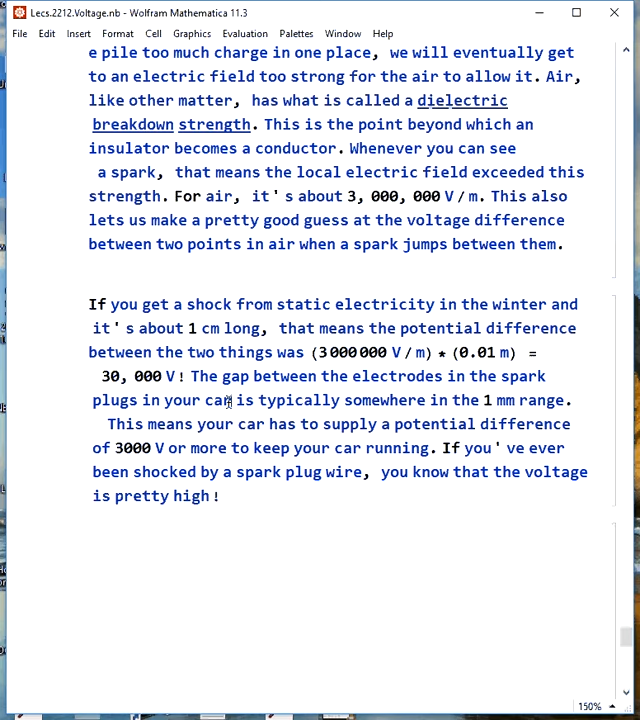 Lecs.2212.Voltage.nb - Wolfram Mathematica 11.3
File Edit Insert Format Cell Graphics Evaluation Palettes Window Help
e pile too much charge in one place, we will eventually get
to an electric field too strong for the air to allow it. Air,
like other matter, has what is called a dielectric
breakdown strength. This is the point beyond which an
insulator becomes a conductor. Whenever you can see
a spark, that means the local electric field exceeded this
strength. For air, it's about 3, 000, 000 V / m. This also
lets us make a pretty good guess at the voltage difference
between two points in air when a spark jumps between them.
If you get a shock from static electricity in the winter and
it's about 1 cm long, that means the potential difference
between the two things was (3 000 000 V / m) * (0.01 m) =
30, 000 V! The gap between the electrodes in the spark
plugs in your car is typically somewhere in the 1 mm range.
This means your car has to supply a potential difference
of 3000 V or more to keep your car running. If you've ever
been shocked by a spark plug wire, you know that the voltage
is pretty high!
150%